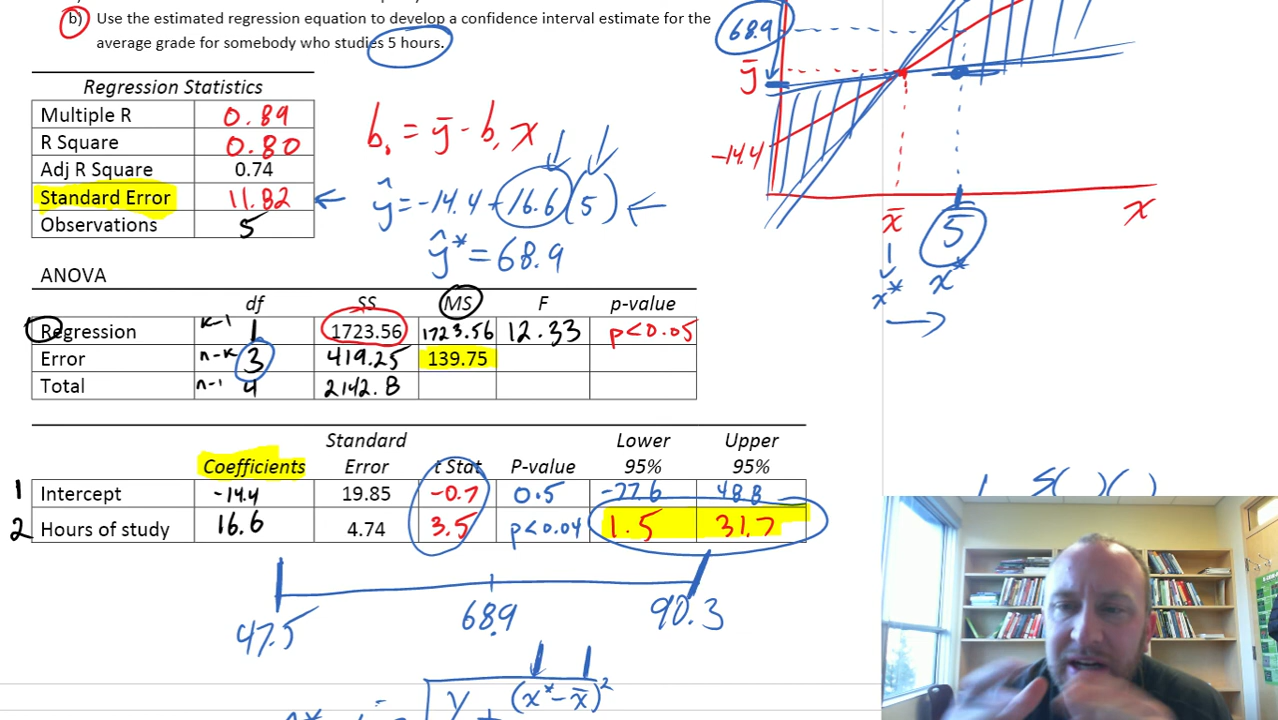 b) Use the estimated regression equation to develop a confidence interval estimate for the
average grade for somebody who studies 5 hours.
Regression Statistics
Multiple R 0.89
R Square 0.80
Adj R Square 0.74
Standard Error 11.82
Observations 5
b₁ = ȳ - b₁ x
ŷ = -14.4 + 16.6 (5)
ŷ* = 68.9
68.9
ȳ
-14.4
x̄ 5 x
x* x*
ANOVA
df SS MS F p-value
Regression k-1 1 1723.56 1723.56 12.33 p<0.05
Error n-k 3 419.25 139.75
Total n-1 4 2142.8
Coefficients Standard Error t Stat P-value Lower 95% Upper 95%
1 Intercept -14.4 19.85 -0.7 0.5 -77.6 48.8
2 Hours of study 16.6 4.74 3.5 p<0.04 1.5 31.7
47.5 68.9 90.3
(x* - x̄)²